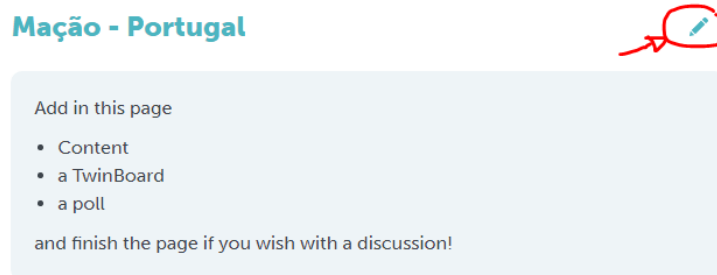 Mação - Portugal
Add in this page
• Content
• a TwinBoard
• a poll
and finish the page if you wish with a discussion!